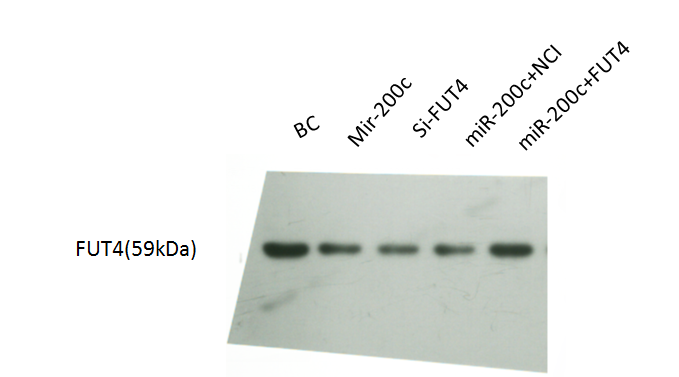 BC
Mir-200c
Si-FUT4
miR-200c+NCI
miR-200c+FUT4
FUT4(59kDa)